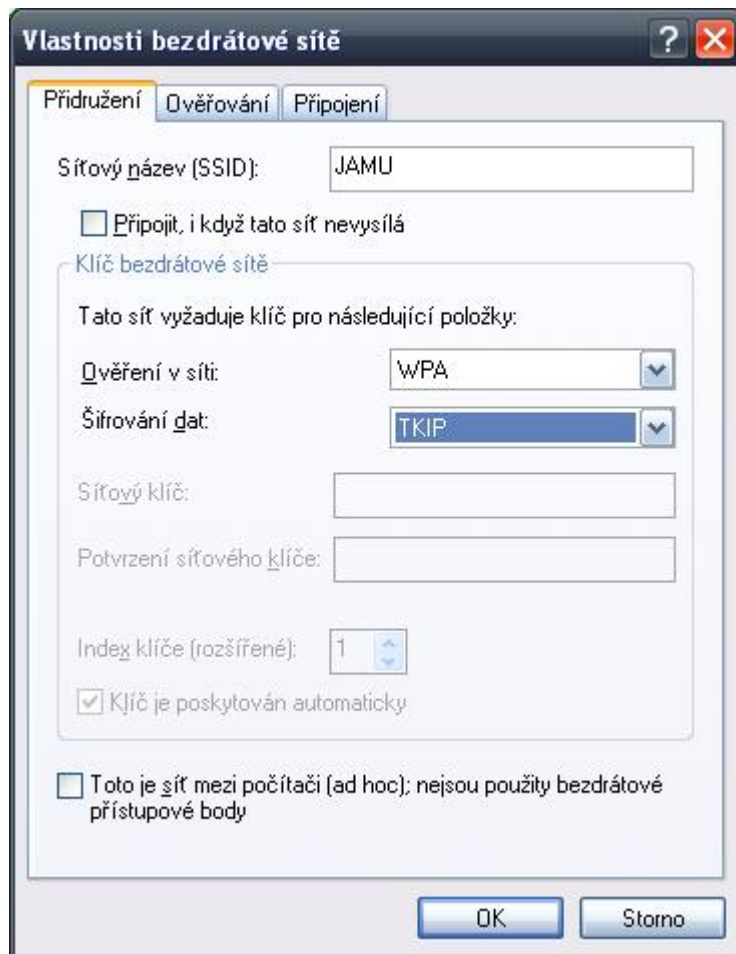 Vlastnosti bezdrátové sítě
Přidružení
Ověřování
Připojení
Síťový název (SSID):
JAMU
Připojit, i když tato síť nevysílá
Klíč bezdrátové sítě
Tato síť vyžaduje klíč pro následující položky:
Ověření v síti:
WPA
Šifrování dat:
TKIP
Síťový klíč:
Potvrzení síťového klíče:
Index klíče (rozšířené):
1
Klíč je poskytován automaticky
Toto je síť mezi počítači (ad hoc); nejsou použity bezdrátové
přístupové body
OK
Storno